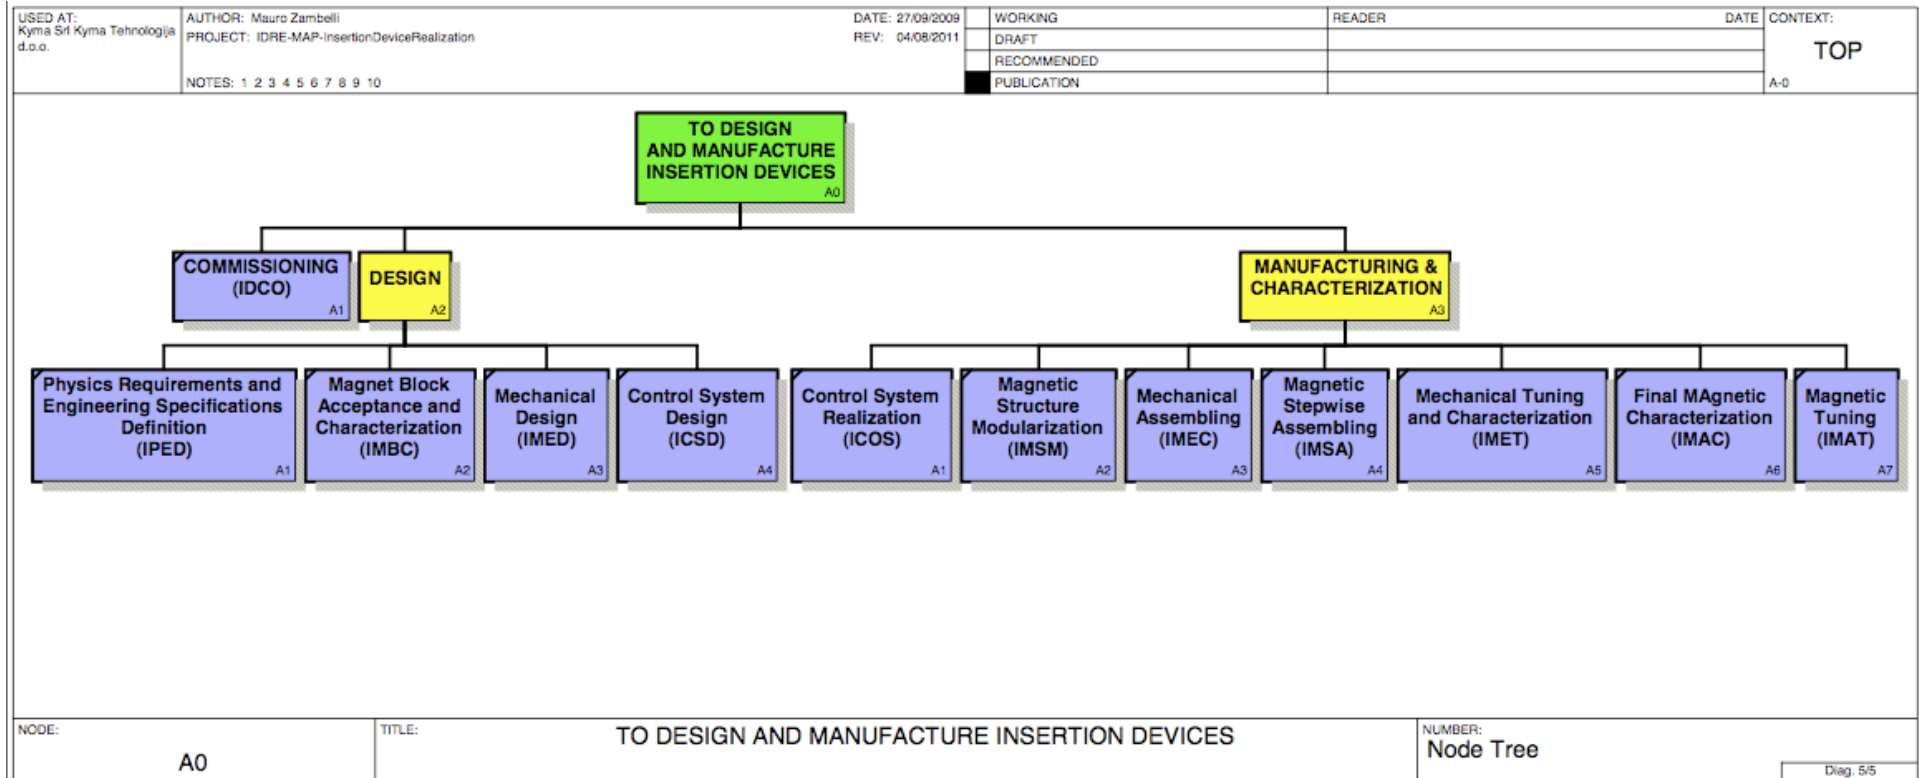 USED AT:
Kyma Srl Kyma Tehnologija
d.o.o.
AUTHOR: Mauro Zambelli
PROJECT: IDRE-MAP-InsertionDeviceRealization
NOTES: 1 2 3 4 5 6 7 8 9 10
DATE: 27/09/2009
REV: 04/08/2011
WORKING
DRAFT
RECOMMENDED
PUBLICATION
READER
DATE
CONTEXT:
TOP
A-0
TO DESIGN
AND MANUFACTURE
INSERTION DEVICES
A0
COMMISSIONING
(IDCO)
A1
DESIGN
A2
MANUFACTURING &
CHARACTERIZATION
A3
Physics Requirements and
Engineering Specifications
Definition
(IPED)
A1
Magnet Block
Acceptance and
Characterization
(IMBC)
A2
Mechanical
Design
(IMED)
A3
Control System
Design
(ICSD)
A4
Control System
Realization
(ICOS)
A1
Magnetic
Structure
Modularization
(IMSM)
A2
Mechanical
Assembling
(IMEC)
A3
Magnetic
Stepwise
Assembling
(IMSA)
A4
Mechanical Tuning
and Characterization
(IMET)
A5
Final MAgnetic
Characterization
(IMAC)
A6
Magnetic
Tuning
(IMAT)
A7
NODE:
A0
TITLE:
TO DESIGN AND MANUFACTURE INSERTION DEVICES
NUMBER:
Node Tree
Diag. 5/5